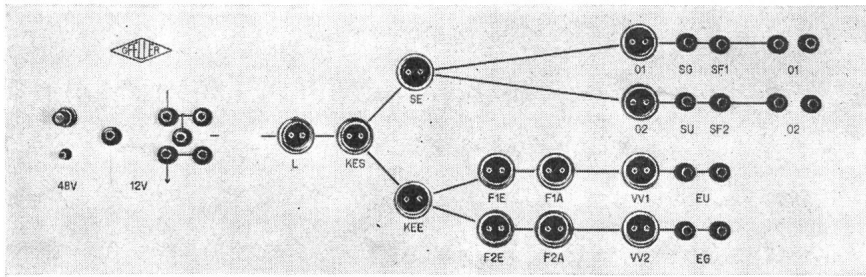 GFELLER
O1 SG SF1 O1
SE
O2 SU SF2 O2
L KES
48V 12V
F1E F1A VV1 EU
KEE
F2E F2A VV2 EG